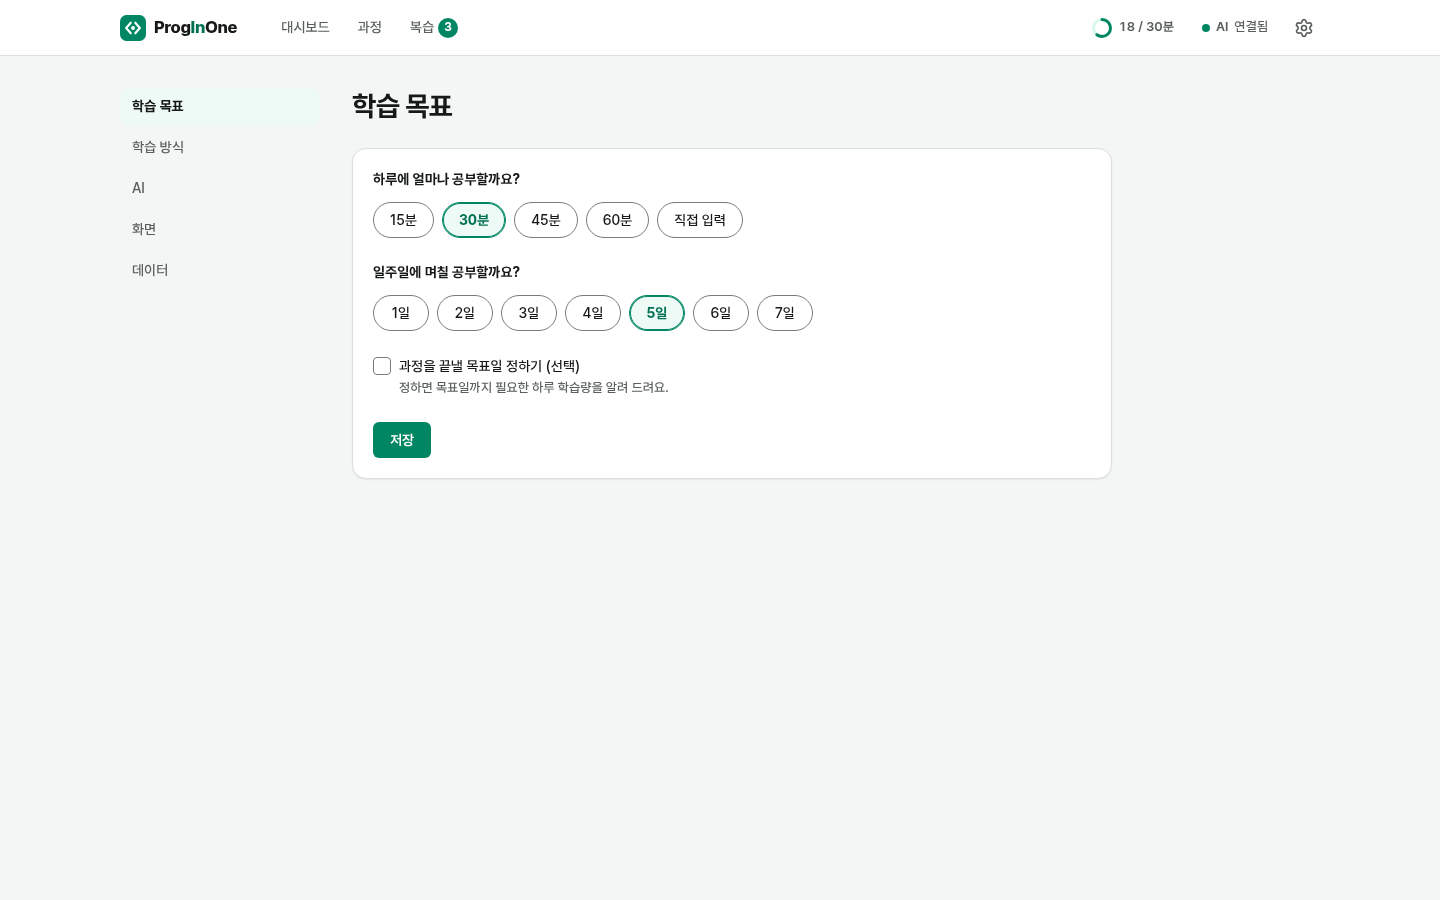 ProgInOne 대시보드 과정 복습 3 18 / 30분 AI 연결됨
학습 목표
학습 방식
AI
화면
데이터
학습 목표
하루에 얼마나 공부할까요?
15분 30분 45분 60분 직접 입력
일주일에 며칠 공부할까요?
1일 2일 3일 4일 5일 6일 7일
과정을 끝낼 목표일 정하기 (선택)
정하면 목표일까지 필요한 하루 학습량을 알려 드려요.
저장